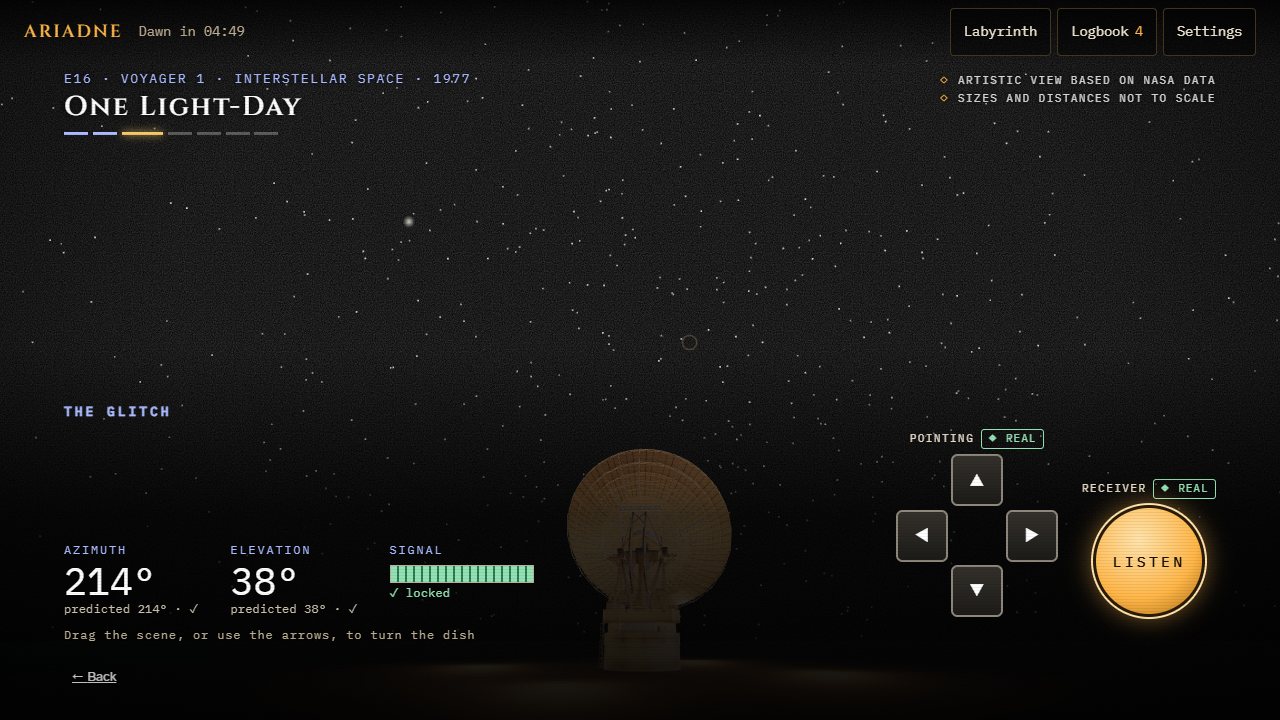 ARIADNE Dawn in 04:49 Labyrinth Logbook 4 Settings
E16 · VOYAGER 1 · INTERSTELLAR SPACE · 1977
One Light-Day
◇ ARTISTIC VIEW BASED ON NASA DATA
◇ SIZES AND DISTANCES NOT TO SCALE
THE GLITCH
POINTING ◆ REAL
RECEIVER ◆ REAL
LISTEN
AZIMUTH ELEVATION SIGNAL
214° 38°
✓ locked
predicted 214° · ✓ predicted 38° · ✓
Drag the scene, or use the arrows, to turn the dish
← Back